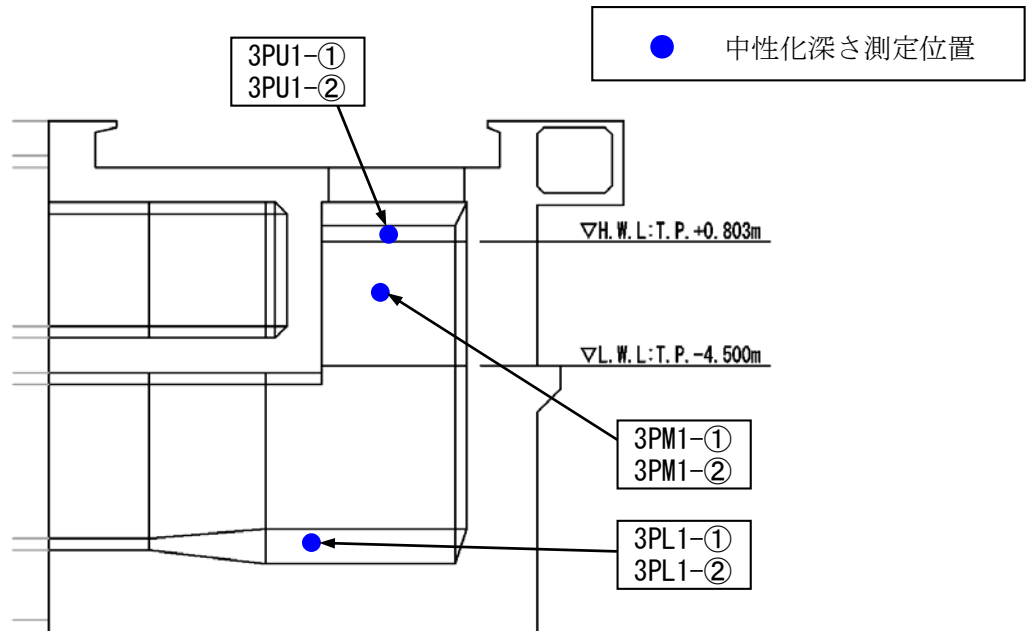 中性化深さ測定位置
3PU1-①
3PU1-②
▽H.W.L:T.P.+0.803m
▽L.W.L:T.P.-4.500m
3PM1-①
3PM1-②
3PL1-①
3PL1-②